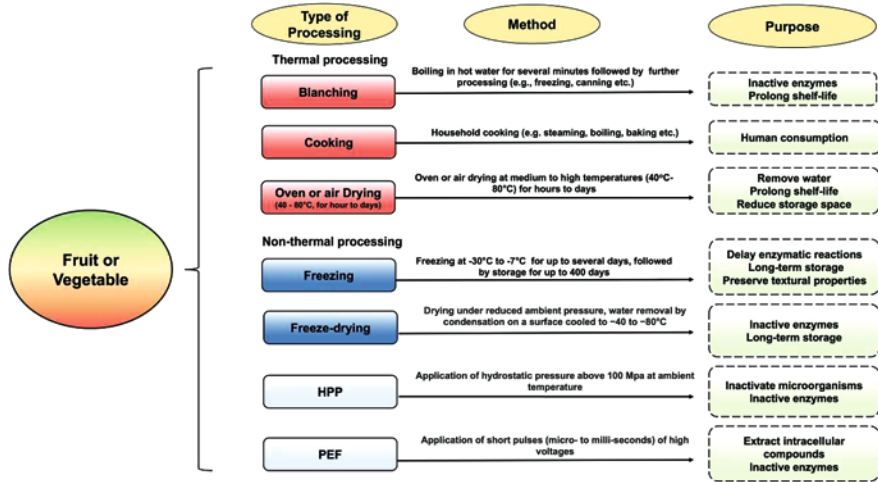 Type of
Processing
Method
Purpose
Fruit or
Vegetable
Thermal processing
Blanching
Boiling in hot water for several minutes followed by further
processing (e.g., freezing, canning etc.)
Inactive enzymes
Prolong shelf-life
Cooking
Household cooking (e.g. steaming, boiling, baking etc.)
Human consumption
Oven or air Drying
(40 - 80°C, for hour to days)
Oven or air drying at medium to high temperatures (40°C-
80°C) for hours to days
Remove water
Prolong shelf-life
Reduce storage space
Non-thermal processing
Freezing
Freezing at -30°C to -7°C for up to several days, followed
by storage for up to 400 days
Delay enzymatic reactions
Long-term storage
Preserve textural properties
Freeze-drying
Drying under reduced ambient pressure, water removal by
condensation on a surface cooled to −40 to −80°C
Inactive enzymes
Long-term storage
HPP
Application of hydrostatic pressure above 100 Mpa at ambient
temperature
Inactivate microorganisms
Inactive enzymes
PEF
Application of short pulses (micro- to milli-seconds) of high
voltages
Extract intracellular
compounds
Inactive enzymes